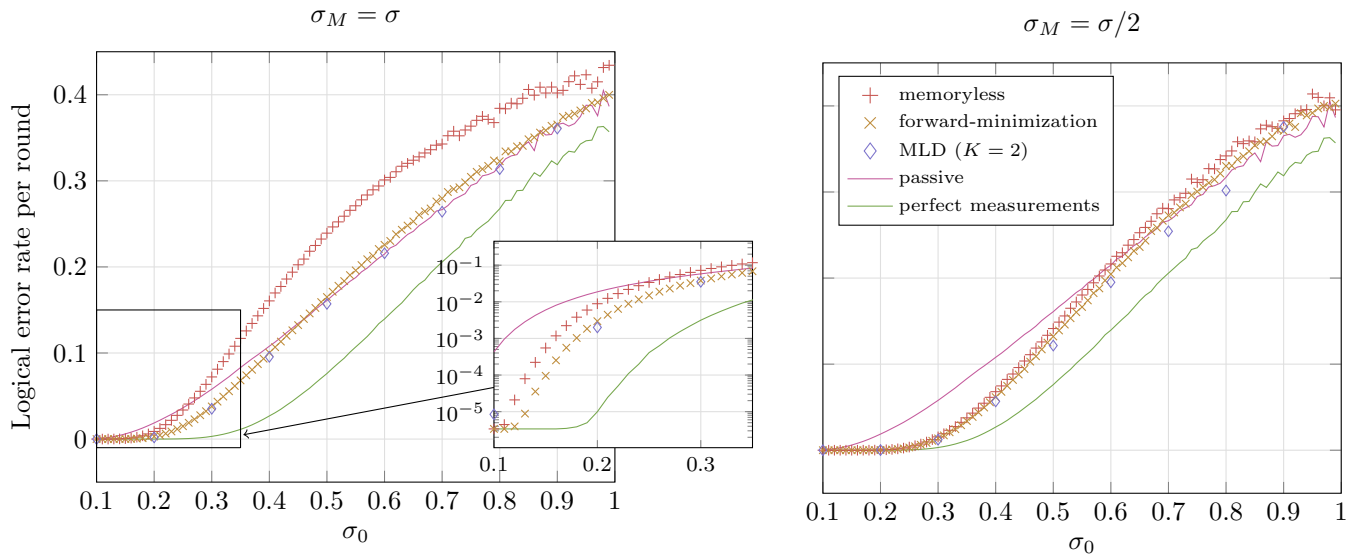 σ_M = σ
Logical error rate per round
0.4
0.3
0.2
0.1
0
10⁻¹
10⁻²
10⁻³
10⁻⁴
10⁻⁵
0.1 0.2 0.3
0.1 0.2 0.3 0.4 0.5 0.6 0.7 0.8 0.9 1
σ₀
σ_M = σ/2
memoryless
forward-minimization
MLD (K = 2)
passive
perfect measurements
0.1 0.2 0.3 0.4 0.5 0.6 0.7 0.8 0.9 1
σ₀